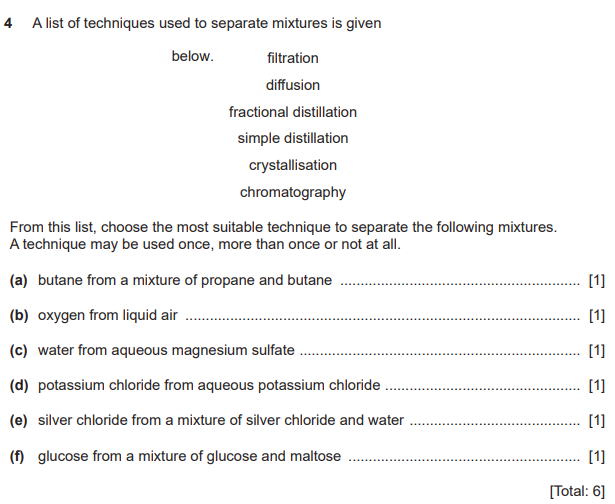 4 A list of techniques used to separate mixtures is given
below. filtration
diffusion
fractional distillation
simple distillation
crystallisation
chromatography
From this list, choose the most suitable technique to separate the following mixtures.
A technique may be used once, more than once or not at all.
(a) butane from a mixture of propane and butane .......................................................... [1]
(b) oxygen from liquid air ................................................................................................ [1]
(c) water from aqueous magnesium sulfate .................................................................... [1]
(d) potassium chloride from aqueous potassium chloride ............................................... [1]
(e) silver chloride from a mixture of silver chloride and water ......................................... [1]
(f) glucose from a mixture of glucose and maltose ........................................................ [1]
[Total: 6]